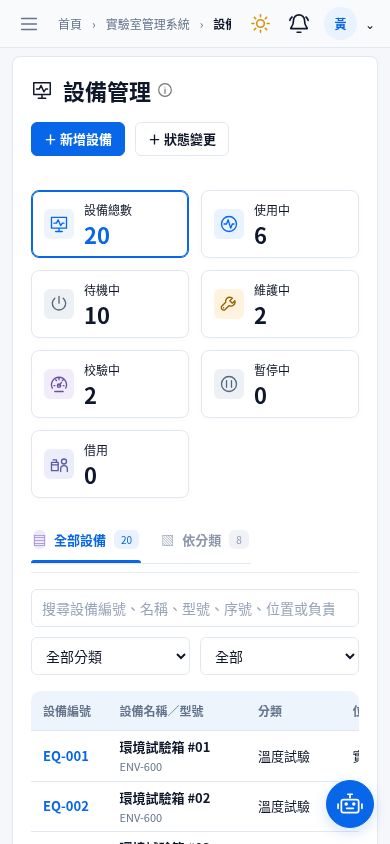 首頁 › 實驗室管理系統 › 設
黃
設備管理
＋ 新增設備
＋ 狀態變更
設備總數
20
使用中
6
待機中
10
維護中
2
校驗中
2
暫停中
0
借用
0
全部設備 20
依分類 8
搜尋設備編號、名稱、型號、序號、位置或負責
全部分類
全部
設備編號 設備名稱／型號 分類
EQ-001 環境試驗箱 #01 溫度試驗
ENV-600
EQ-002 環境試驗箱 #02 溫度試驗
ENV-600